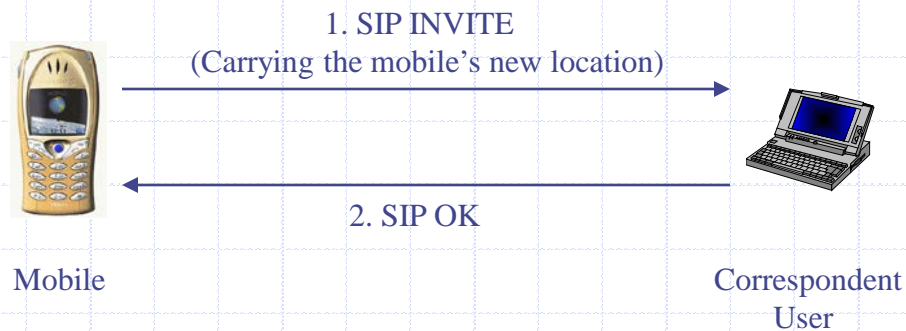 1. SIP INVITE
(Carrying the mobile's new location)
2. SIP OK
Mobile
Correspondent
User